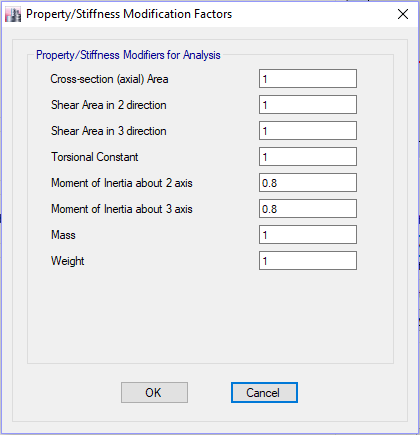 Property/Stiffness Modification Factors
Property/Stiffness Modifiers for Analysis
Cross-section (axial) Area 1
Shear Area in 2 direction 1
Shear Area in 3 direction 1
Torsional Constant 1
Moment of Inertia about 2 axis 0.8
Moment of Inertia about 3 axis 0.8
Mass 1
Weight 1
OK Cancel